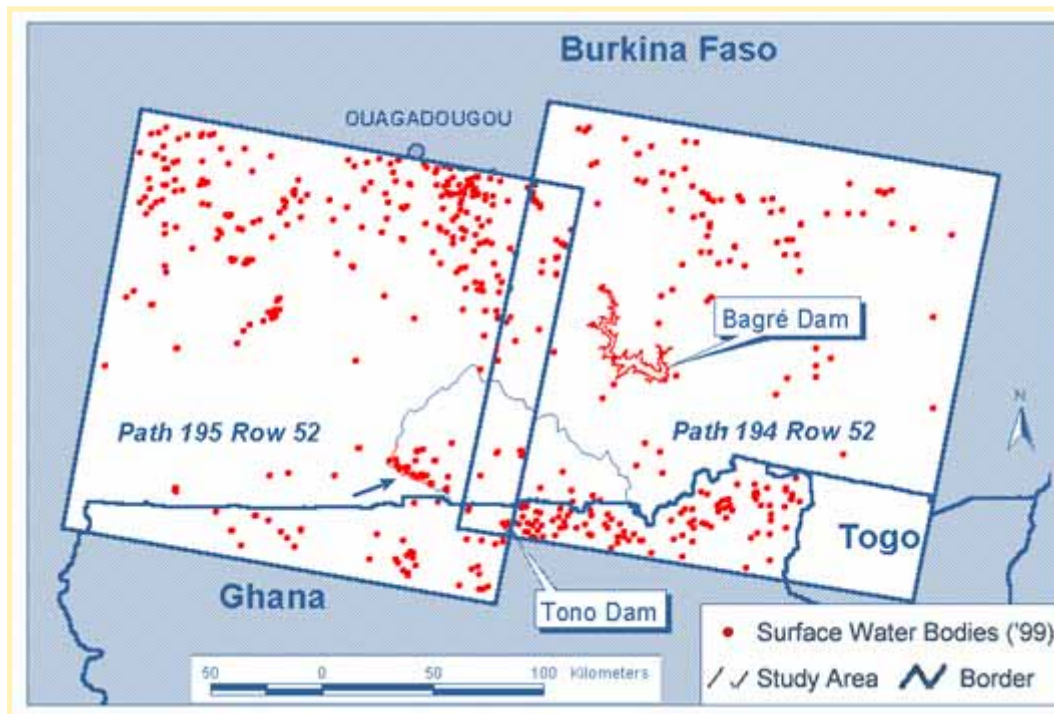 Burkina Faso
OUAGADOUGOU
Bagré Dam
Path 195 Row 52
Path 194 Row 52
N
Togo
Ghana
Tono Dam
Surface Water Bodies ('99)
50 0 50 100 Kilometers
Study Area Border